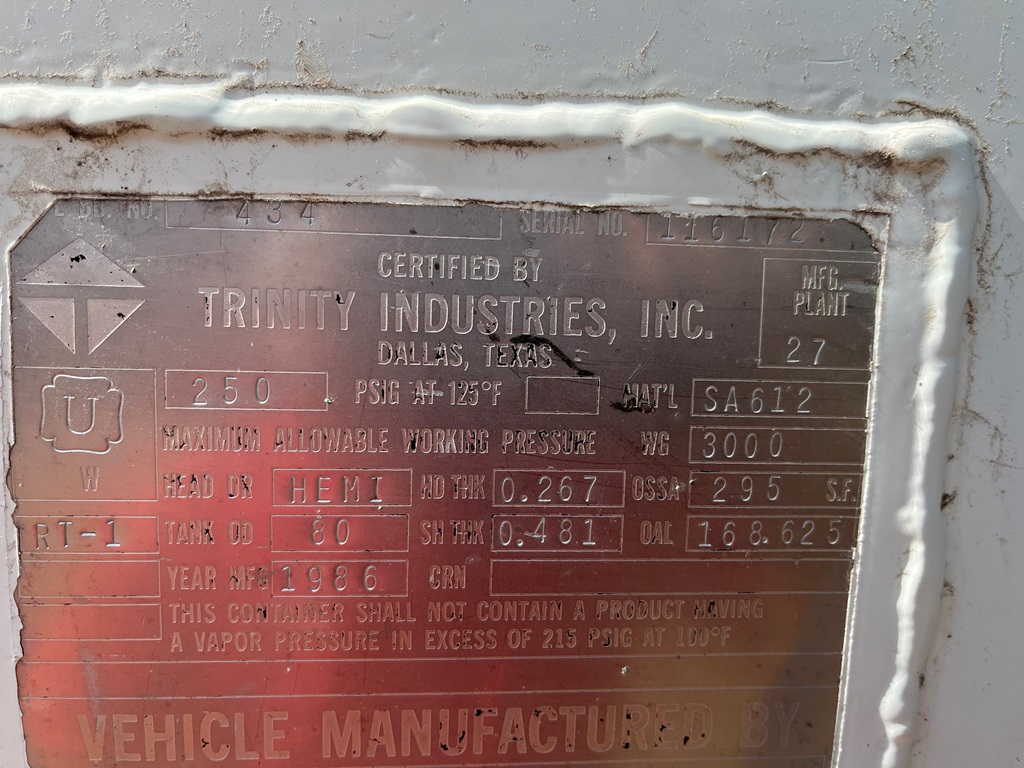 NO. 434 SERIAL NO. 116172
CERTIFIED BY
TRINITY INDUSTRIES, INC.
DALLAS, TEXAS
MFG.
PLANT
27
U
W
RT-1
250 PSIG AT 125°F MAT'L SA612
MAXIMUM ALLOWABLE WORKING PRESSURE WG 3000
HEAD DN HEMI HD THK 0.267 OSSA 295 S.F.
TANK OD 80 SH THK 0.481 OAL 168.625
YEAR MFG 1986 CRN
THIS CONTAINER SHALL NOT CONTAIN A PRODUCT HAVING
A VAPOR PRESSURE IN EXCESS OF 215 PSIG AT 100°F
VEHICLE MANUFACTURED BY